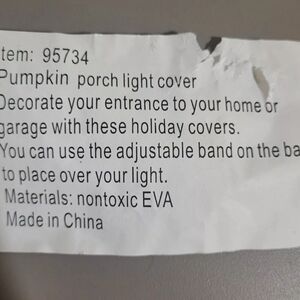 tem: 95734
Pumpkin porch light cover
Decorate your entrance to your home or
garage with these holiday covers.
You can use the adjustable band on the ba
to place over your light.
Materials: nontoxic EVA
Made in China